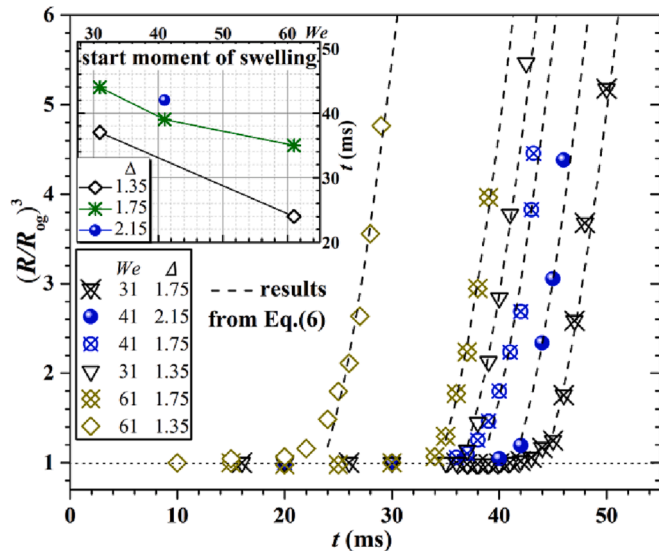 30 40 50 60 We
start moment of swelling
50
40
30
20
t (ms)
Δ
1.35
1.75
2.15
6
5
4
3
2
1
(R/R_og)^3
We Δ
31 1.75
41 2.15
41 1.75
31 1.35
61 1.75
61 1.35
results
from Eq.(6)
0 10 20 30 40 50
t (ms)